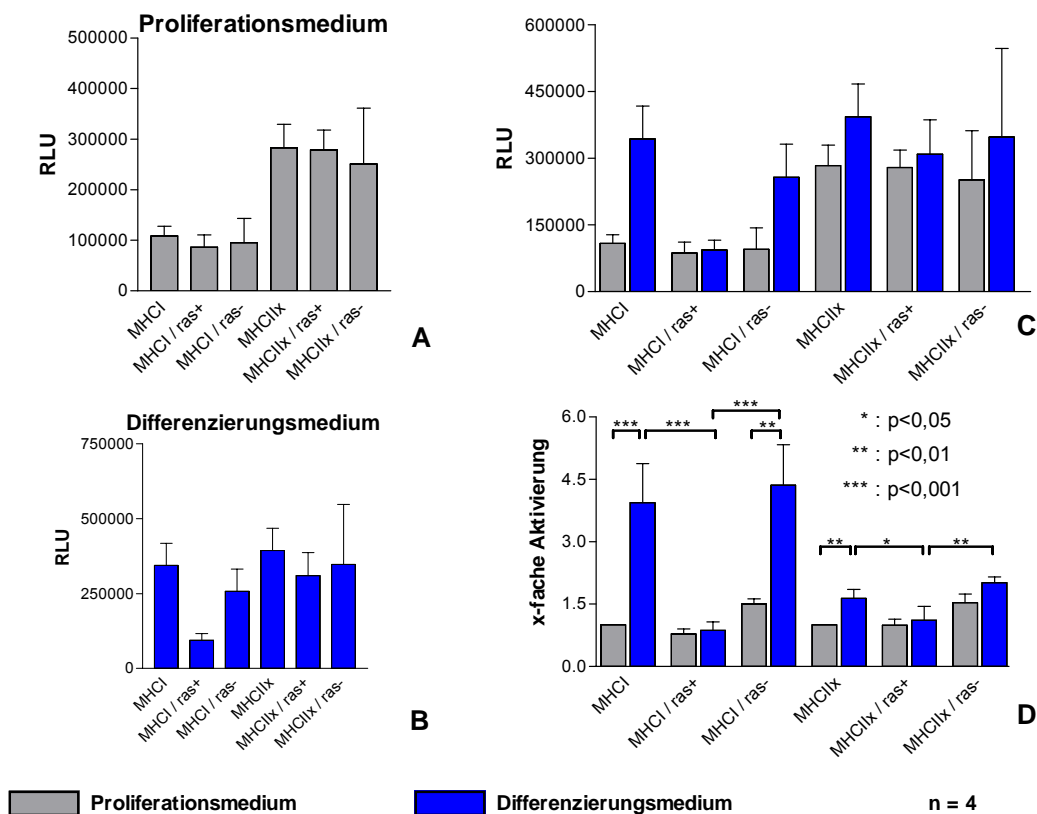 Proliferationsmedium
500000
400000
300000
200000
100000
0
RLU
MHCI
MHCI / ras+
MHCI / ras-
MHCIIx
MHCIIx / ras+
MHCIIx / ras-
A
600000
450000
300000
150000
0
RLU
MHCI
MHCI / ras+
MHCI / ras-
MHCIIx
MHCIIx / ras+
MHCIIx / ras-
C
Differenzierungsmedium
750000
500000
250000
0
RLU
MHCI
MHCI / ras+
MHCI / ras-
MHCIIx
MHCIIx / ras+
MHCIIx / ras-
B
6.0
4.5
3.0
1.5
0.0
x-fache Aktivierung
***
***
***
**
**
*
**
* : p<0,05
** : p<0,01
*** : p<0,001
MHCI
MHCI / ras+
MHCI / ras-
MHCIIx
MHCIIx / ras+
MHCIIx / ras-
D
Proliferationsmedium
Differenzierungsmedium
n = 4